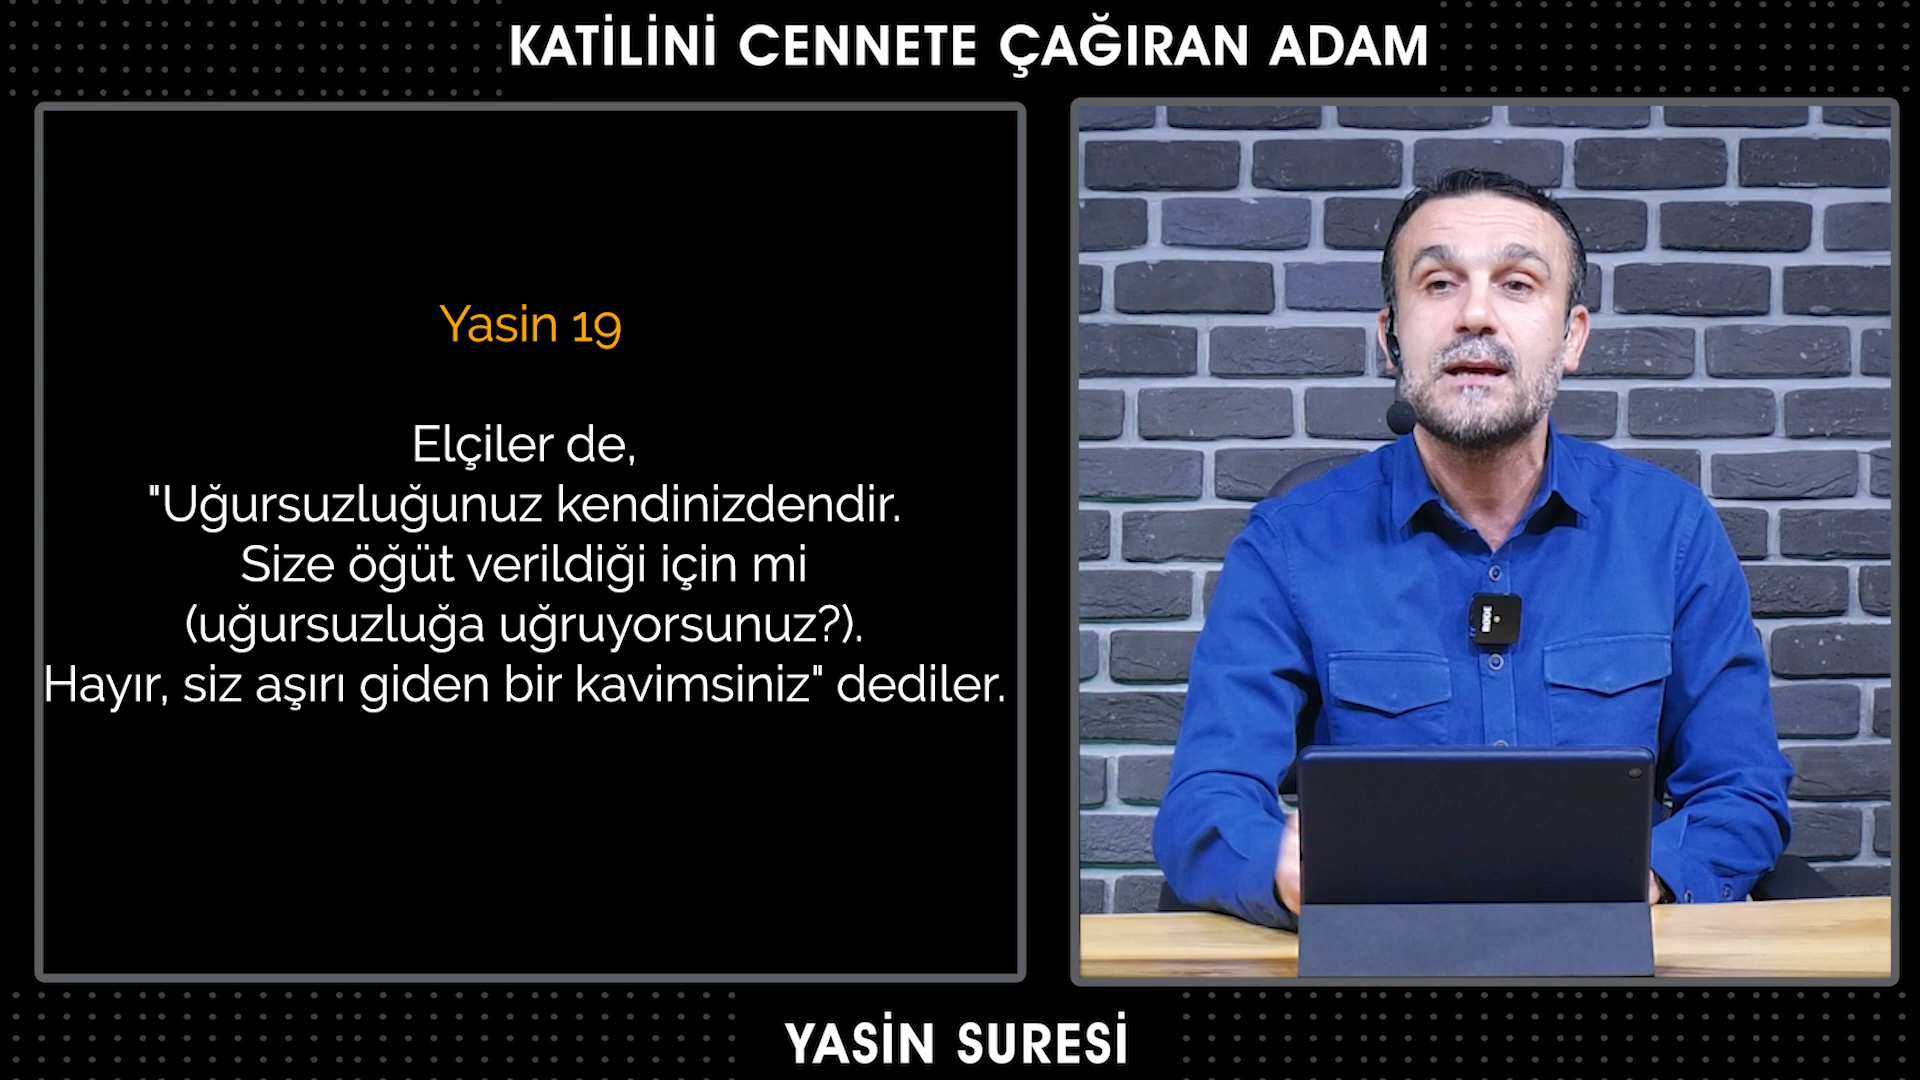 KATİLİNİ CENNETE ÇAĞIRAN ADAM
Yasin 19
Elçiler de,
"Uğursuzluğunuz kendinizdendir.
Size öğüt verildiği için mi
(uğursuzluğa uğruyorsunuz?).
Hayır, siz aşırı giden bir kavimsiniz" dediler.
RODE
YASİN SURESİ